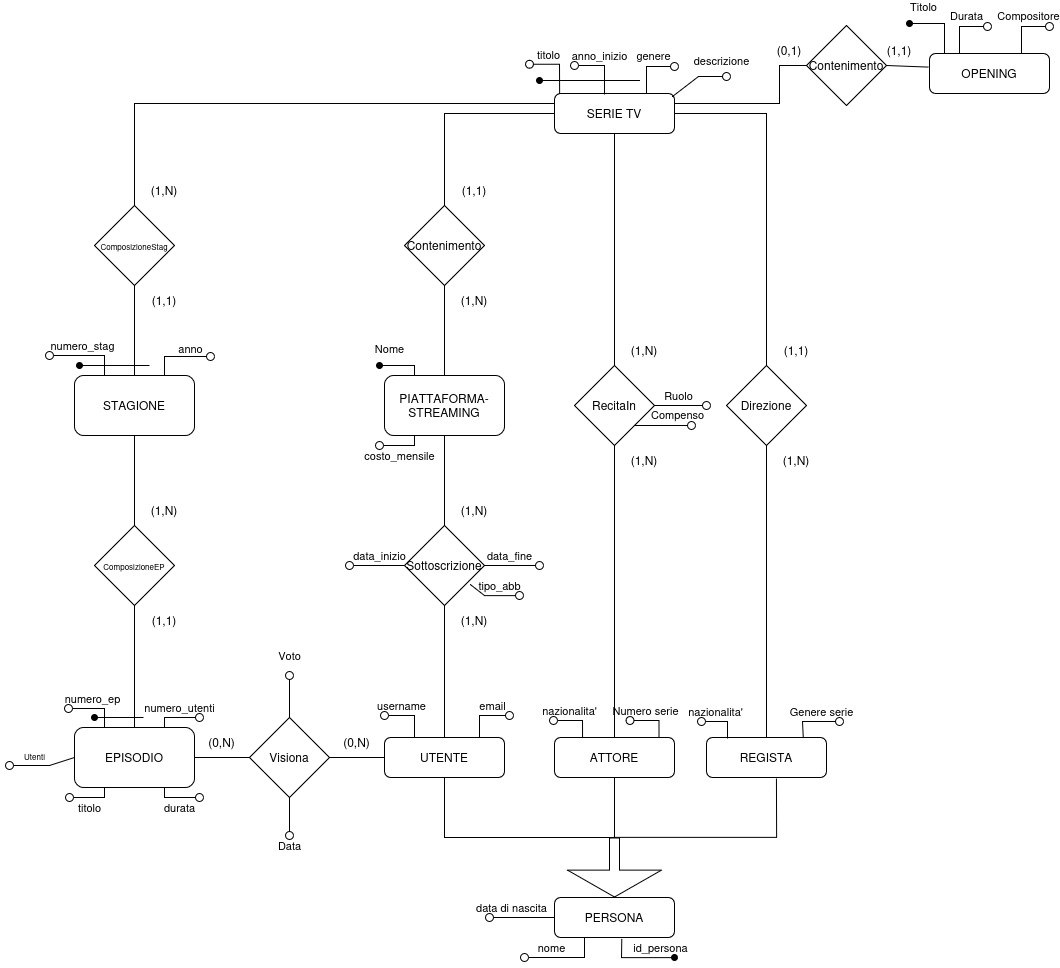 Titolo
Durata
Compositore
(0,1)
Contenimento
(1,1)
OPENING
titolo
anno_inizio
genere
descrizione
SERIE TV
(1,N)
(1,1)
ComposizioneStag
Contenimento
(1,1)
(1,N)
numero_stag
anno
Nome
(1,N)
(1,1)
STAGIONE
PIATTAFORMA-
STREAMING
RecitaIn
Ruolo
Compenso
Direzione
costo_mensile
(1,N)
(1,N)
(1,N)
(1,N)
ComposizioneEP
data_inizio
Sottoscrizione
data_fine
tipo_abb
(1,1)
(1,N)
Voto
numero_ep
numero_utenti
username
email
nazionalita'
Numero serie
nazionalita'
Genere serie
Utenti
EPISODIO
(0,N)
Visiona
(0,N)
UTENTE
ATTORE
REGISTA
titolo
durata
Data
data di nascita
PERSONA
nome
id_persona